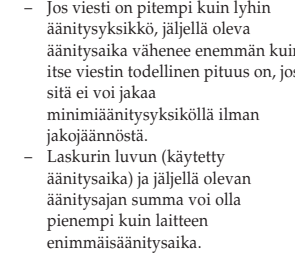 – Jos viesti on pitempi kuin lyhin
äänitysyksikkö, jäljellä oleva
äänitysaika vähenee enemmän kuin
itse viestin todellinen pituus on, jos
sitä ei voi jakaa
minimiäänitysyksiköllä ilman
jakojäännöstä.
– Laskurin luvun (käytetty
äänitysaika) ja jäljellä olevan
äänitysajan summa voi olla
pienempi kuin laitteen
enimmäisäänitysaika.